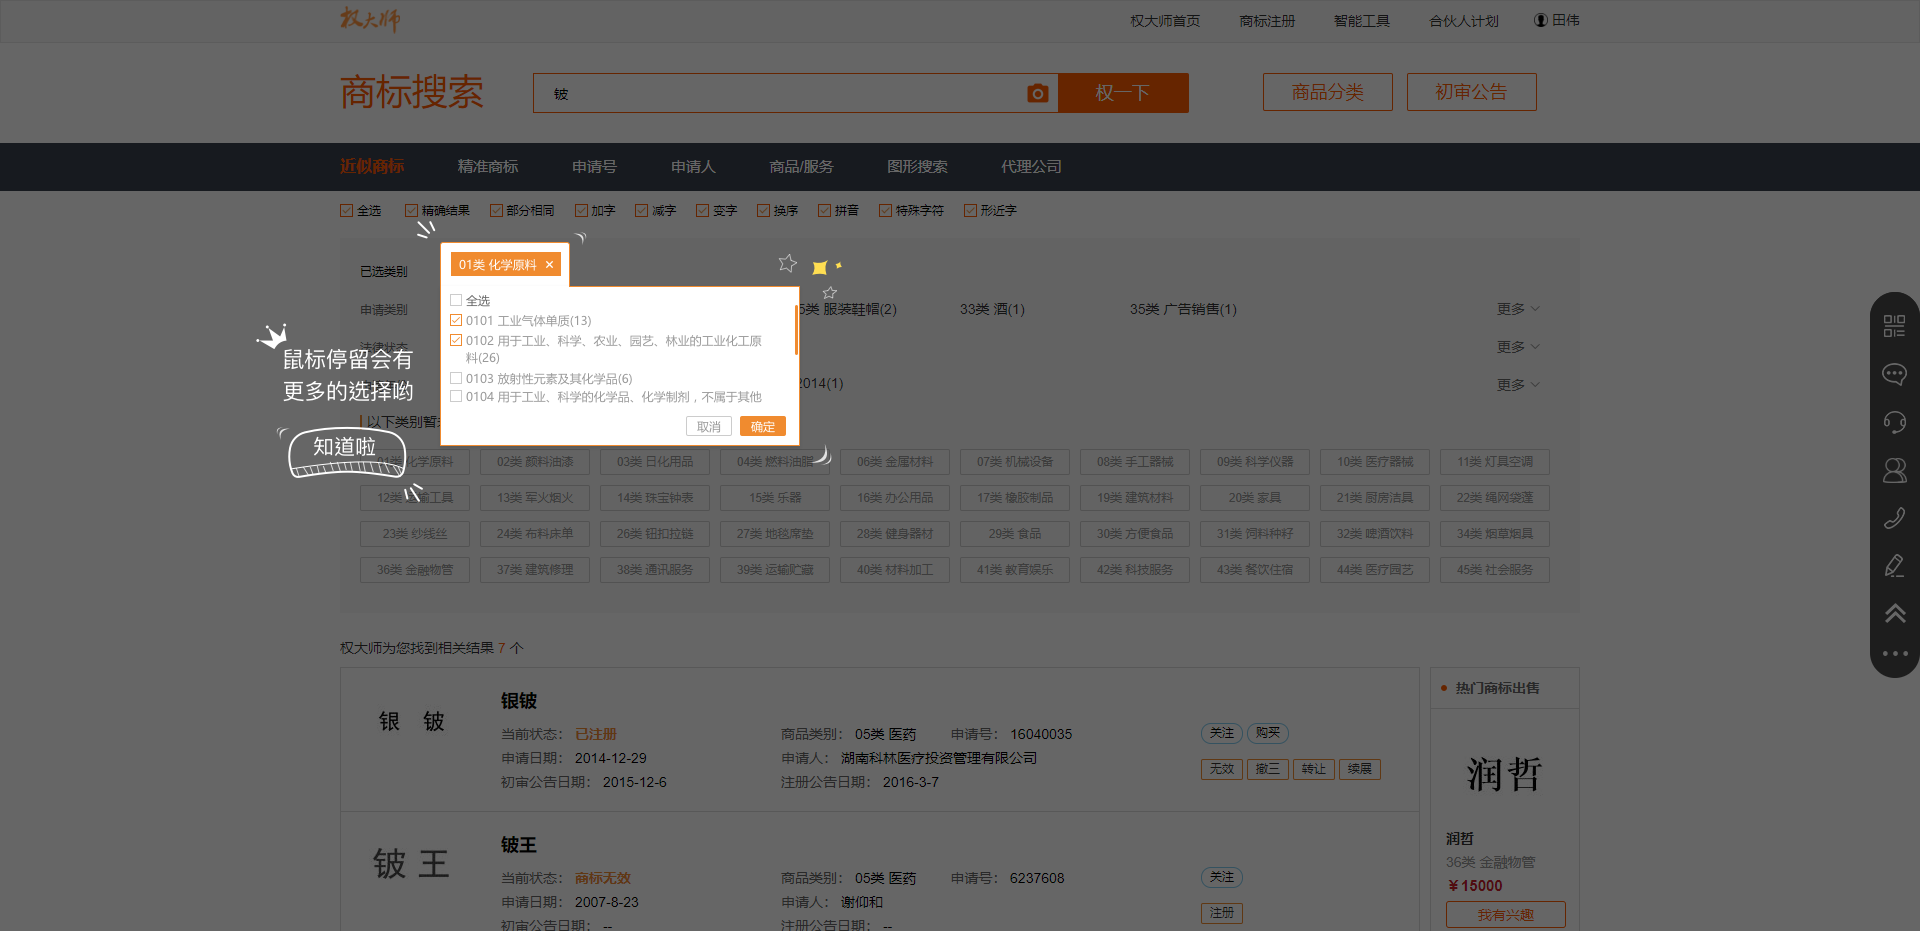 权大师 权大师首页 商标注册 智能工具 合伙人计划 田伟
商标搜索 铍 权一下 商品分类 初审公告
近似商标 精准商标 申请号 申请人 商品/服务 图形搜索 代理公司
全选 精确结果 部分相同 加字 减字 变字 换序 拼音 特殊字符 形近字
已选类别 01类 化学原料 ×
申请类别 服装鞋帽(2) 33类 酒(1) 35类 广告销售(1) 更多
全选
0101 工业气体单质(13)
0102 用于工业、科学、农业、园艺、林业的工业化工原
料(26)
0103 放射性元素及其化学品(6)
0104 用于工业、科学的化学品、化学制剂，不属于其他
取消 确定
法律状态 更多
鼠标停留会有
更多的选择哟
知道啦
2014(1) 更多
以下类别暂
01类 化学原料 02类 颜料油漆 03类 日化用品 04类 燃料油脂 06类 金属材料 07类 机械设备 08类 手工器械 09类 科学仪器 10类 医疗器械 11类 灯具空调
12类 运输工具 13类 军火烟火 14类 珠宝钟表 15类 乐器 16类 办公用品 17类 橡胶制品 19类 建筑材料 20类 家具 21类 厨房洁具 22类 绳网袋篷
23类 纱线丝 24类 布料床单 26类 钮扣拉链 27类 地毯席垫 28类 健身器材 29类 食品 30类 方便食品 31类 饲料种籽 32类 啤酒饮料 34类 烟草烟具
36类 金融物管 37类 建筑修理 38类 通讯服务 39类 运输贮藏 40类 材料加工 41类 教育娱乐 42类 科技服务 43类 餐饮住宿 44类 医疗园艺 45类 社会服务
权大师为您找到相关结果 7 个
银 铍
银铍
当前状态： 已注册 商品类别： 05类 医药 申请号： 16040035 关注 购买
申请日期： 2014-12-29 申请人： 湖南科林医疗投资管理有限公司
初审公告日期： 2015-12-6 注册公告日期： 2016-3-7 无效 撤三 转让 续展
铍 王
铍王
当前状态： 商标无效 商品类别： 05类 医药 申请号： 6237608 关注
申请日期： 2007-8-23 申请人： 谢仰和 注册
初审公告日期： -- 注册公告日期： --
热门商标出售
润哲
润哲
36类 金融物管
￥15000
我有兴趣